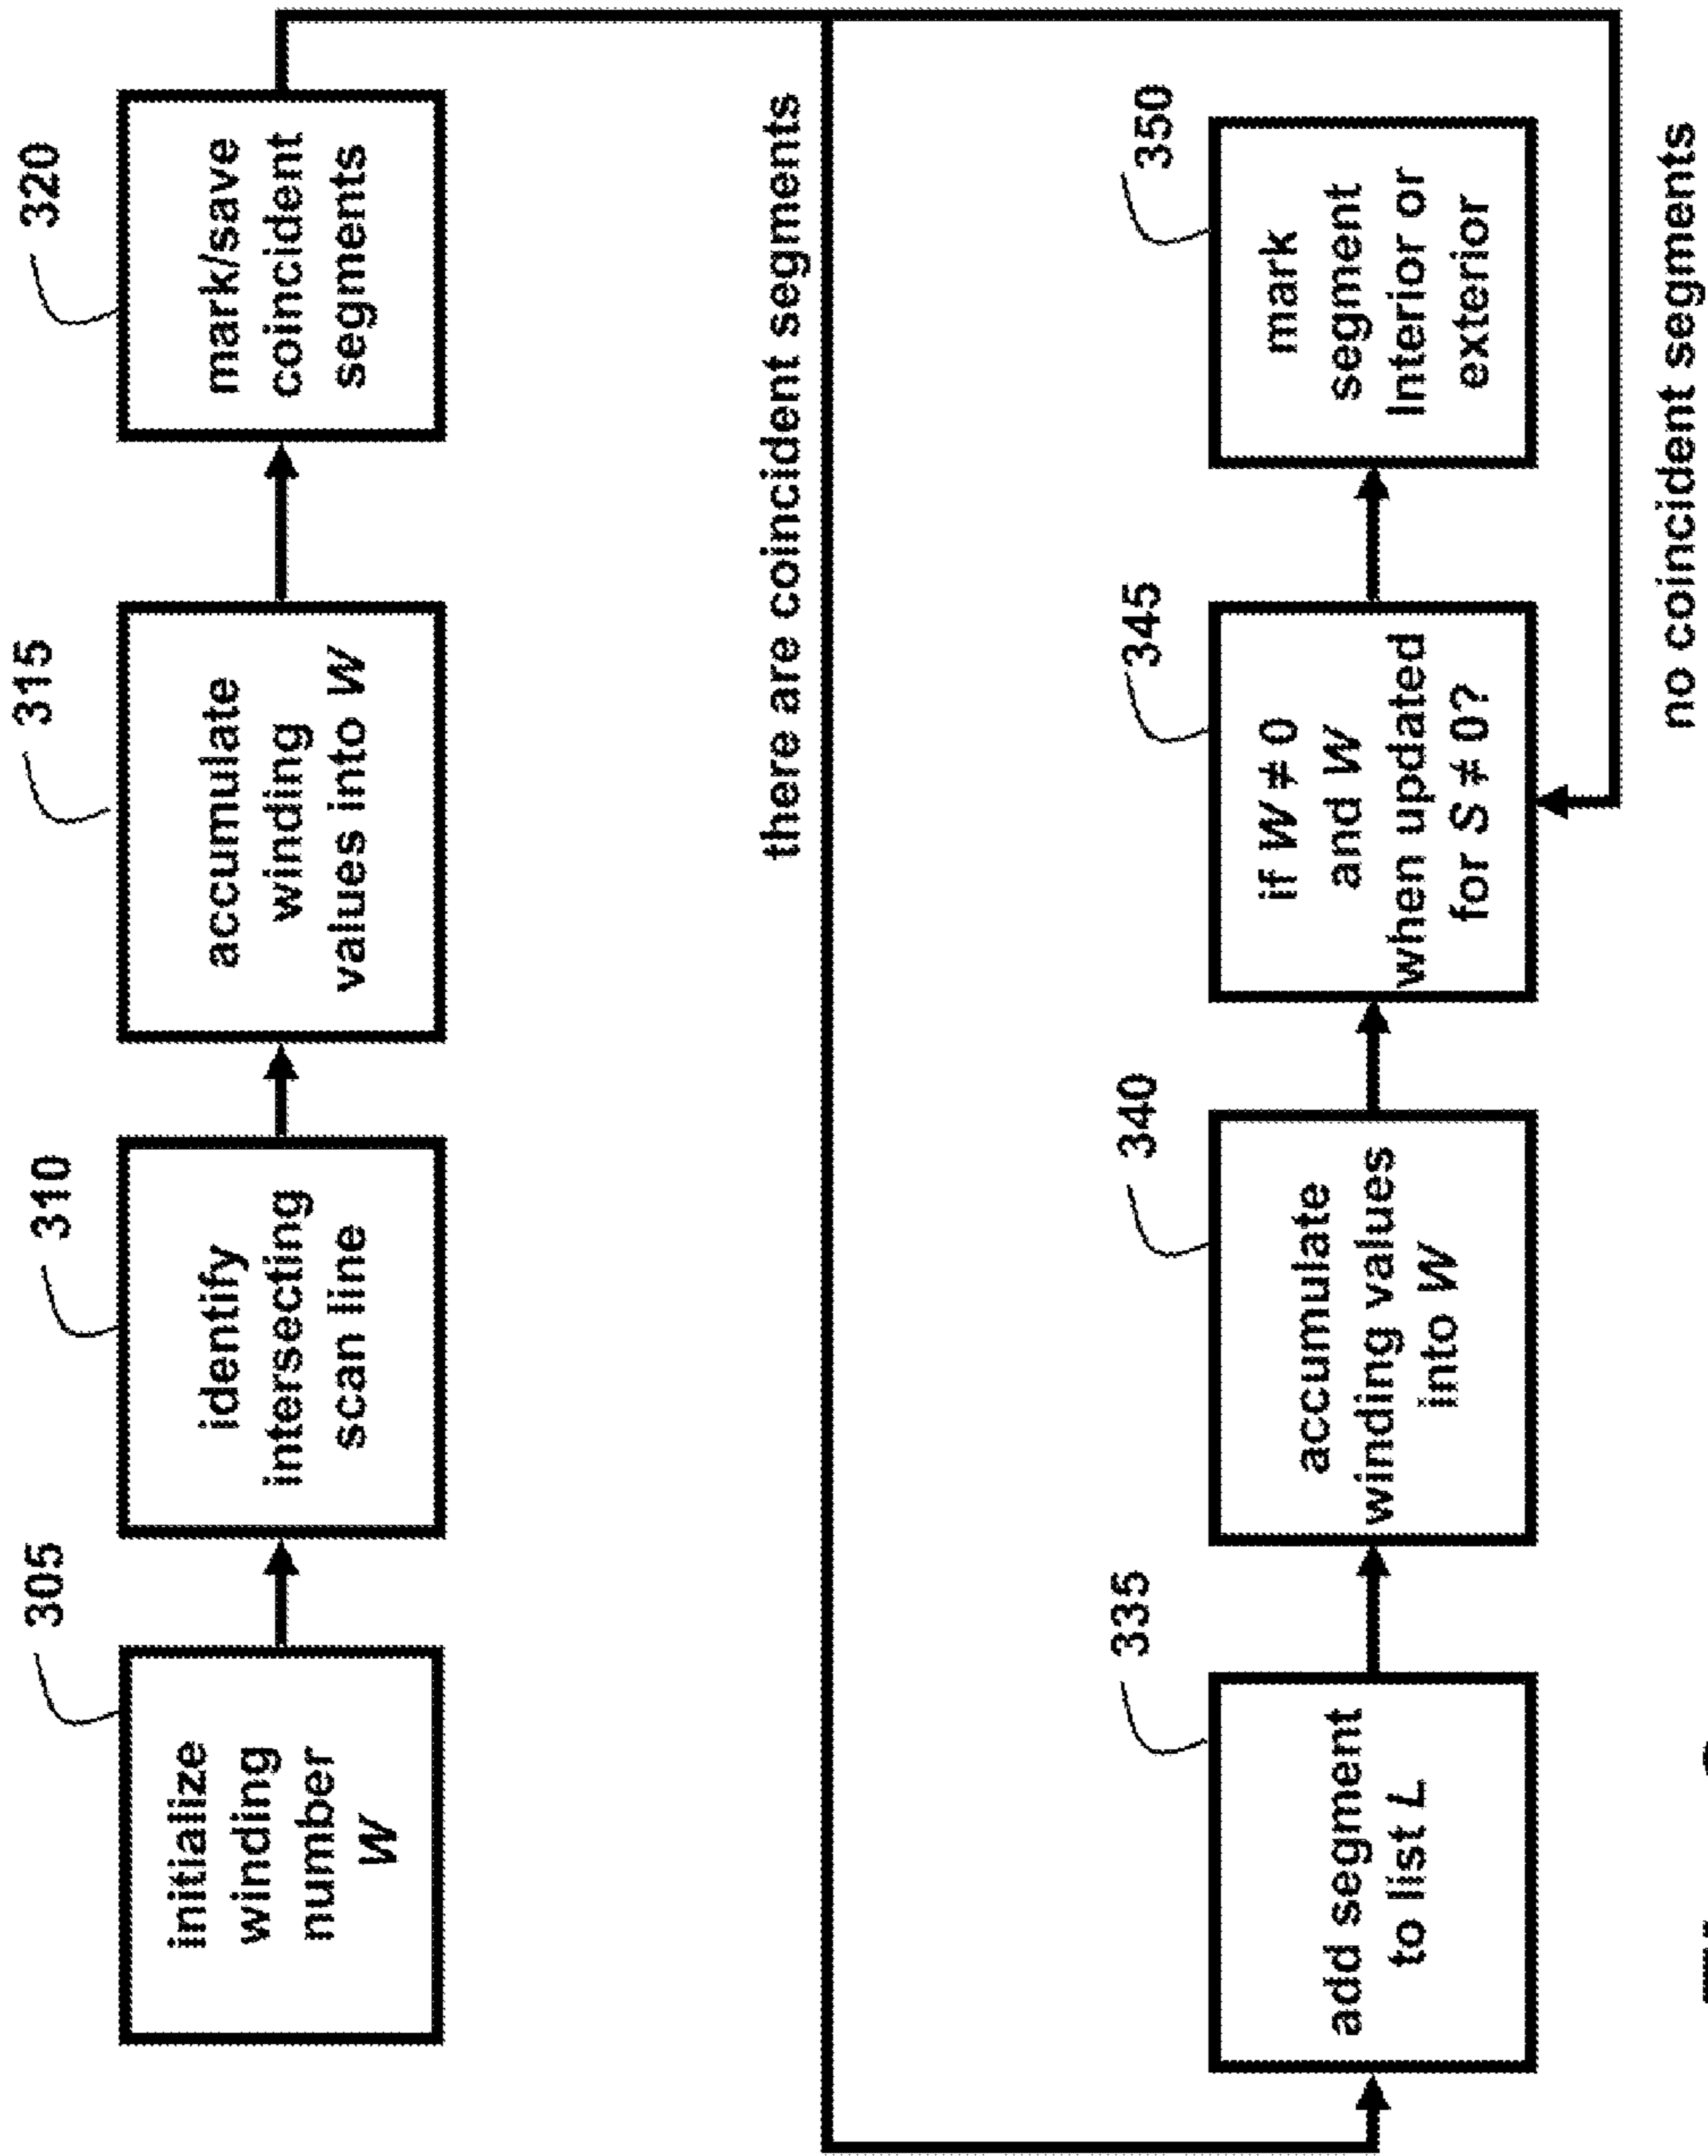 305
initialize
winding
number
W
310
identify
intersecting
scan line
315
accumulate
winding
values into W
320
mark/save
coincident
segments
there are coincident segments
335
add segment
to list L
340
accumulate
winding values
into W
345
if W ≠ 0
and W
when updated
for S ≠ 0?
350
mark
segment
Interior or
exterior
no coincident segments